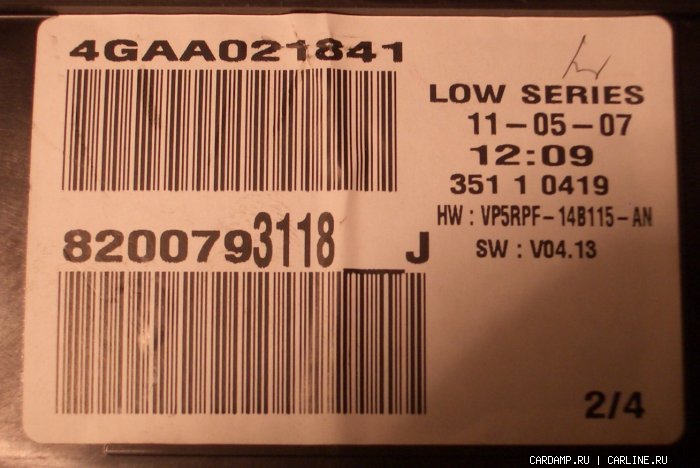 4GAA021841
LOW SERIES
11-05-07
12:09
351 1 0419
HW : VP5RPF-14B115-AN
SW : V04.13
8200793118 ___J
2/4
CARDAMP.RU | CARLINE.RU